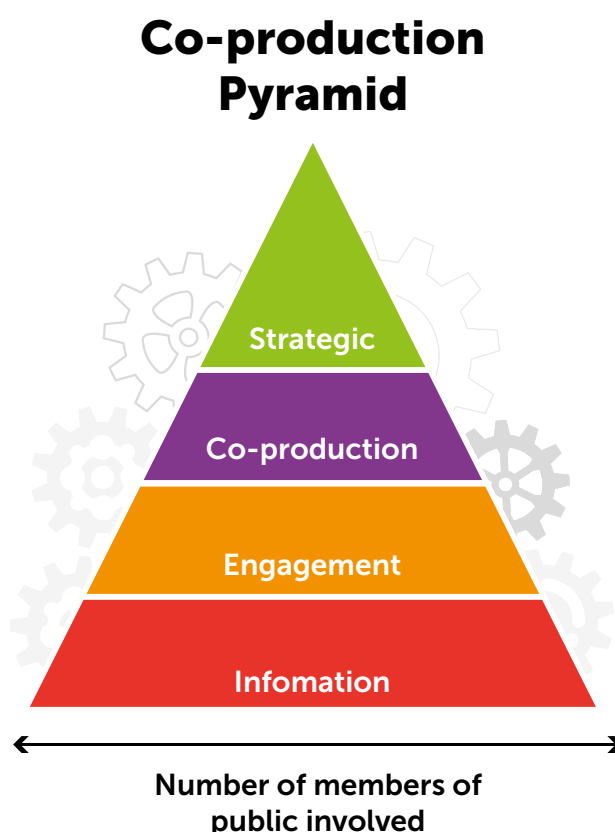 Co-production
Pyramid
Strategic
Co-production
Engagement
Infomation
Number of members of
public involved